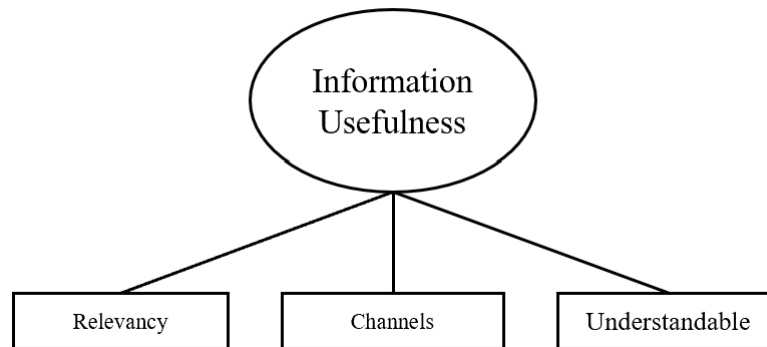 Information
Usefulness
Relevancy
Channels
Understandable